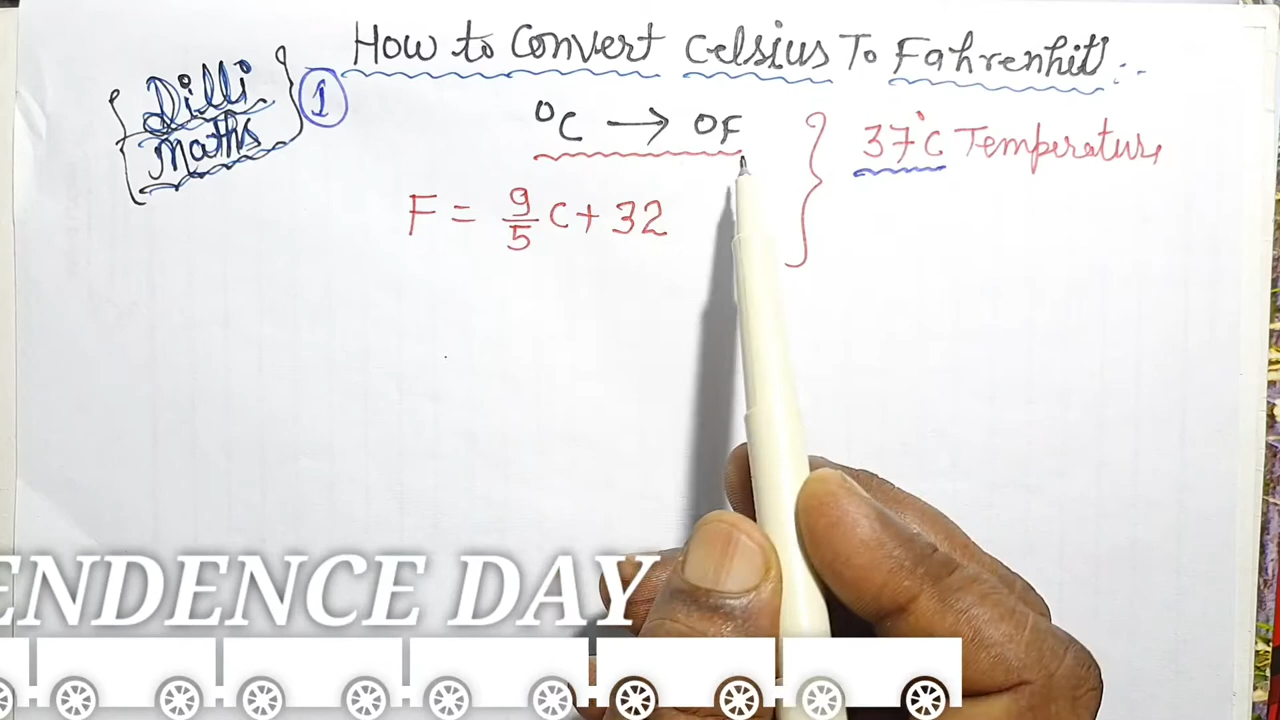 How to Convert Celsius To Fahrenhit
Dilli
Maths
1
°C → °F
37°C Temperature
F = 9/5 C + 32
ENDENCE DAY